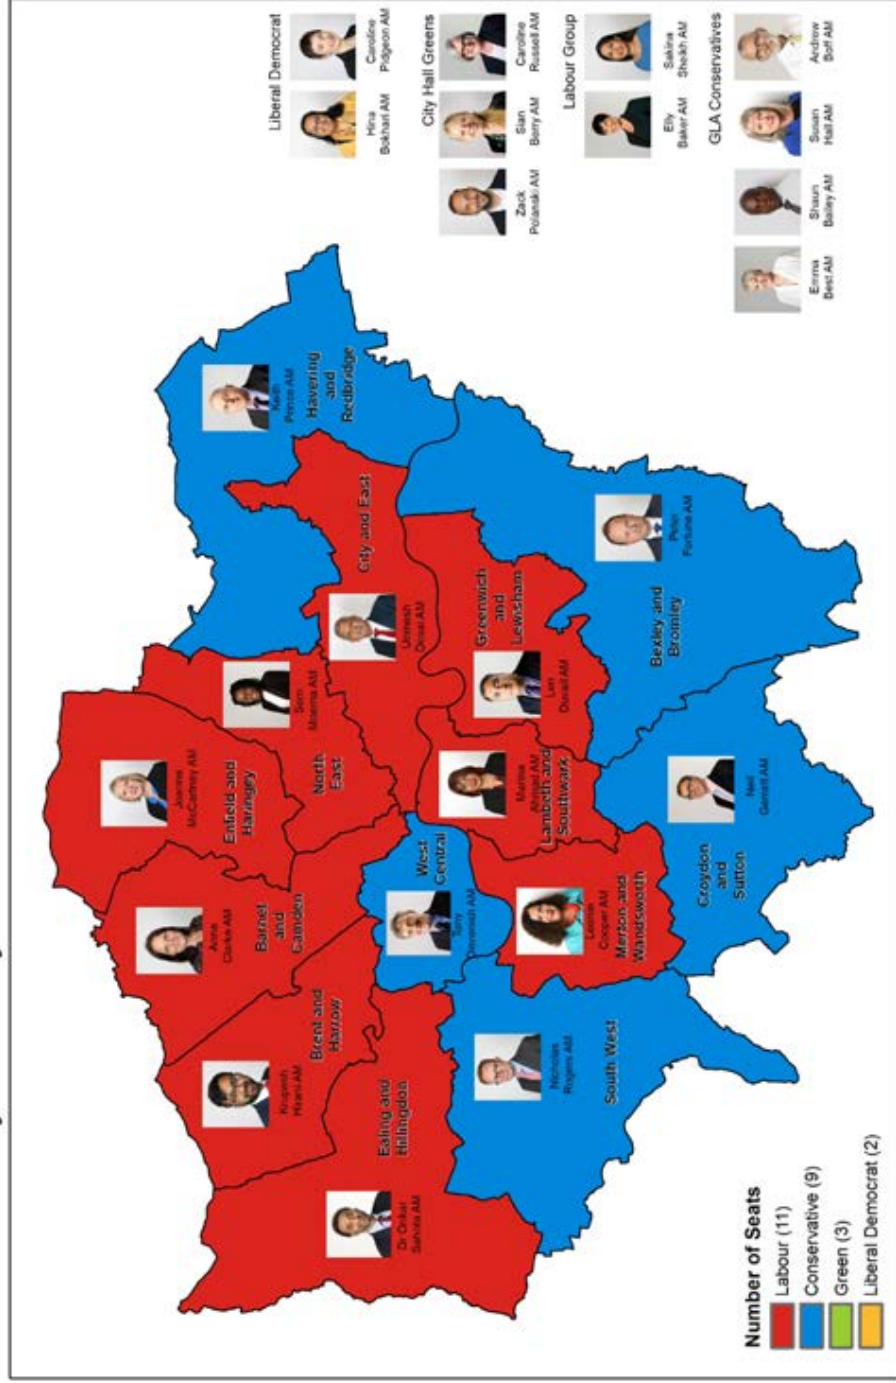 Liberal Democrat
Hina
Bokhari AM
Caroline
Pidgeon AM
City Hall Greens
Zack
Polanski AM
Sian
Berry AM
Caroline
Russell AM
Labour Group
Elly
Baker AM
Sakina
Sheikh AM
GLA Conservatives
Emma
Best AM
Shaun
Bailey AM
Susan
Hall AM
Andrew
Boff AM
Joanne
McCartney AM
Enfield and
Haringey
Anne
Clarke AM
Barnet
and
Camden
Krupesh
Hirani AM
Brent and
Harrow
Dr Onkar
Sahota AM
Ealing and
Hillingdon
Sem
Moema AM
North
East
Keith
Prince AM
Havering
and
Redbridge
Unmesh
Desai AM
City and East
Tony
Devenish AM
West
Central
Marina
Ahmad AM
Lambeth and
Southwark
Len
Duvall AM
Greenwich
and
Lewisham
Nicholas
Rogers AM
South West
Leonie
Cooper AM
Merton and
Wandsworth
Neil
Garratt AM
Croydon
and
Sutton
Peter
Fortune AM
Bexley and
Bromley
Number of Seats
Labour (11)
Conservative (9)
Green (3)
Liberal Democrat (2)